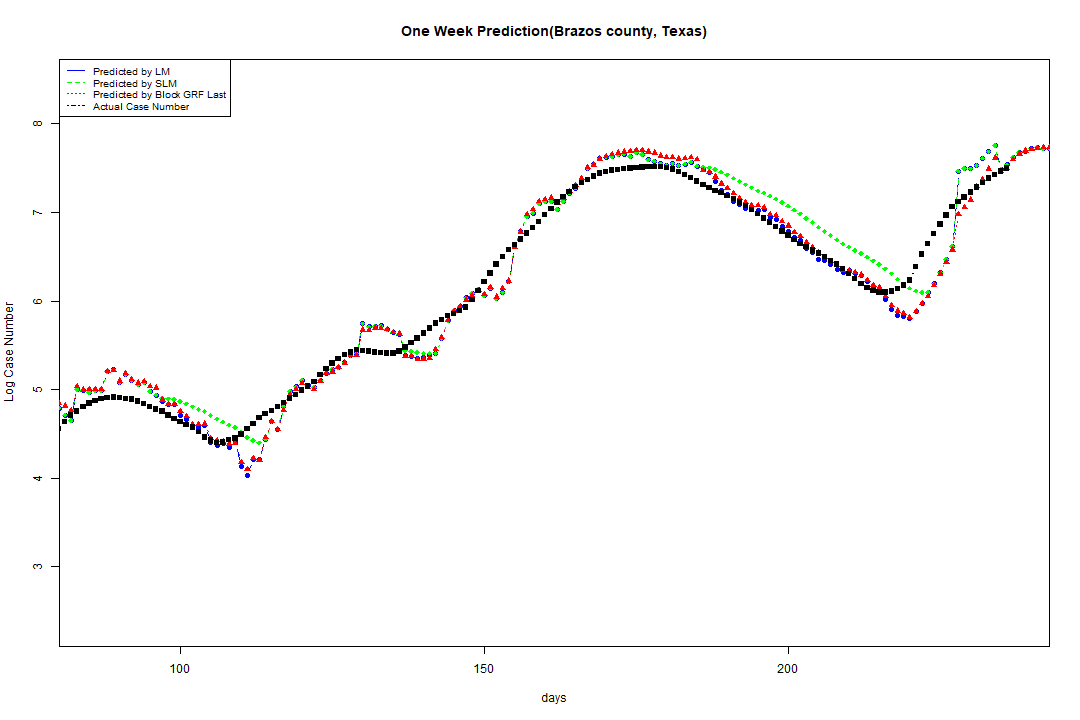 One Week Prediction(Brazos county, Texas)
Predicted by LM
Predicted by SLM
Predicted by Block GRF Last
Actual Case Number
8
7
6
5
4
3
Log Case Number
100 150 200
days